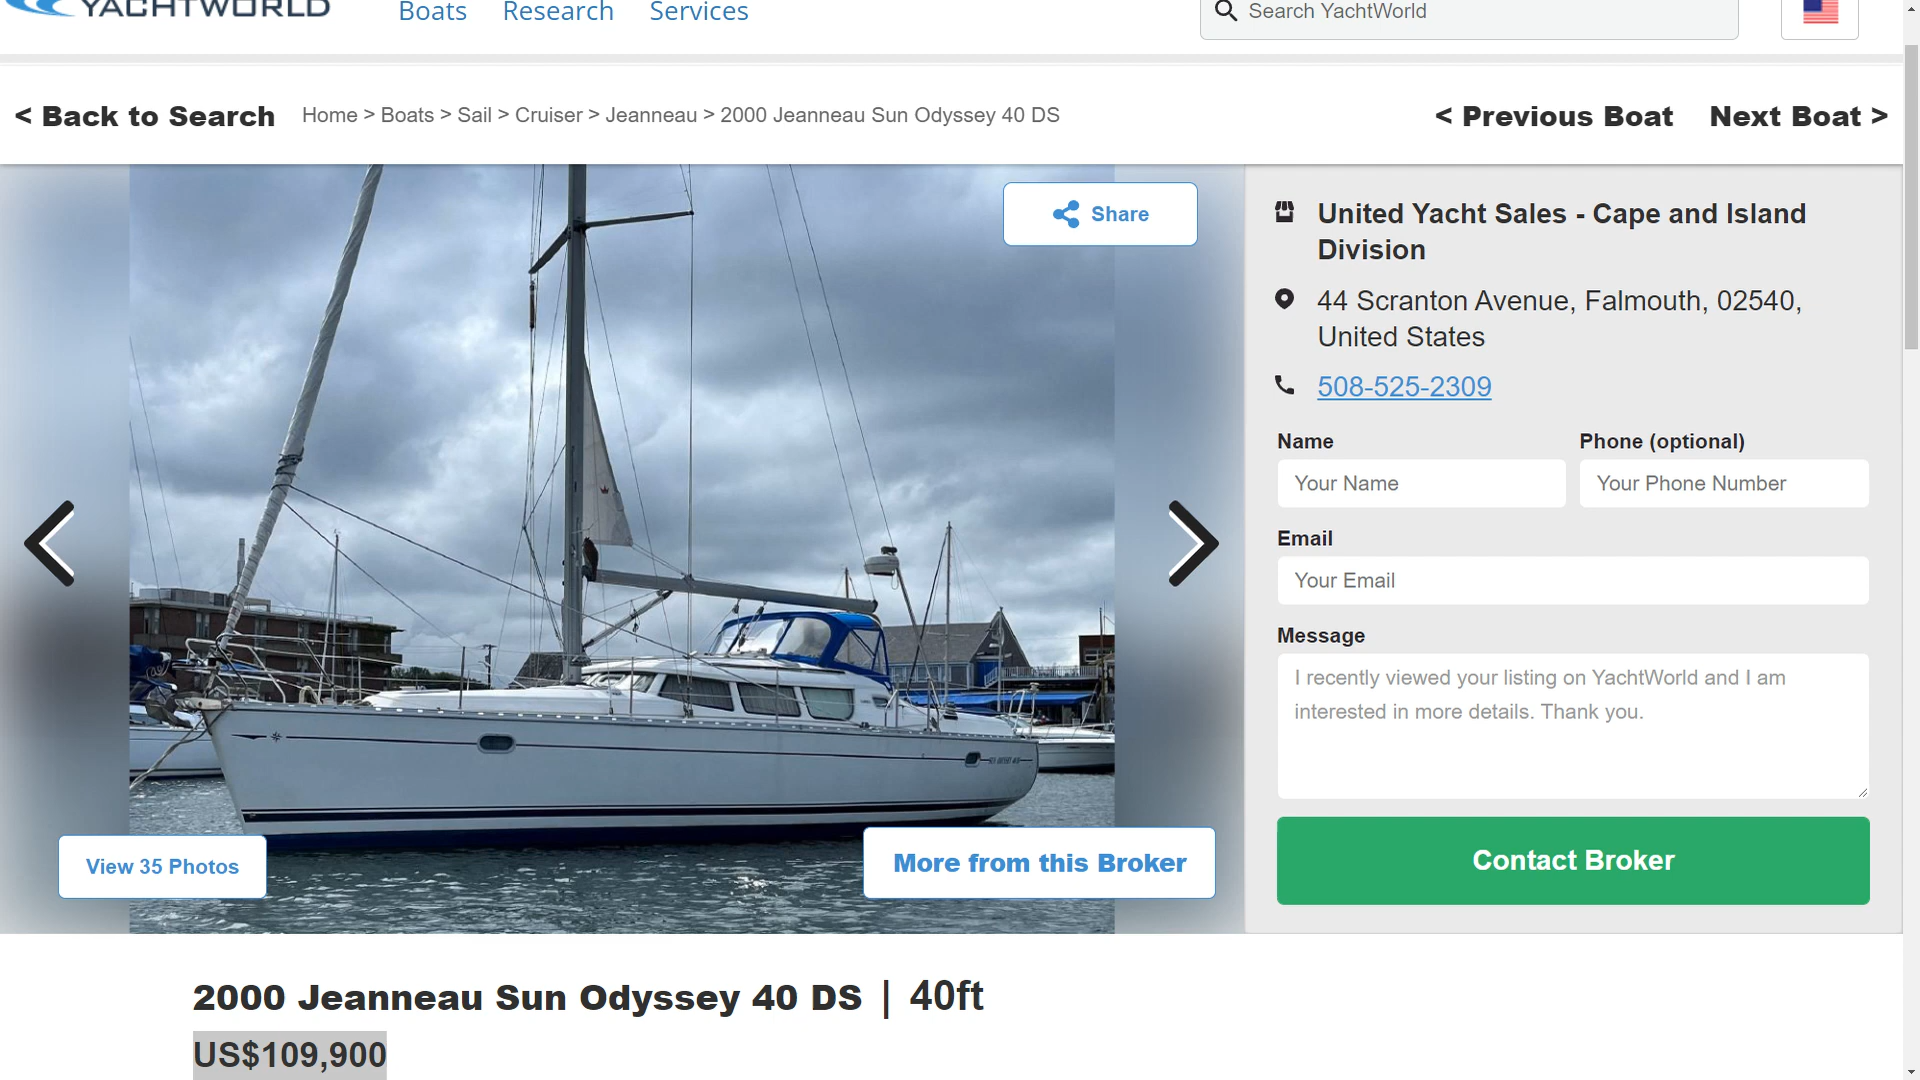 YACHTWORLD
Boats Research Services
Search YachtWorld
< Back to Search Home > Boats > Sail > Cruiser > Jeanneau > 2000 Jeanneau Sun Odyssey 40 DS < Previous Boat Next Boat >
Share
United Yacht Sales - Cape and Island
Division
44 Scranton Avenue, Falmouth, 02540,
United States
508-525-2309
Name Phone (optional)
Your Name Your Phone Number
Email
Your Email
Message
I recently viewed your listing on YachtWorld and I am
interested in more details. Thank you.
View 35 Photos More from this Broker
Contact Broker
2000 Jeanneau Sun Odyssey 40 DS | 40ft
US$109,900